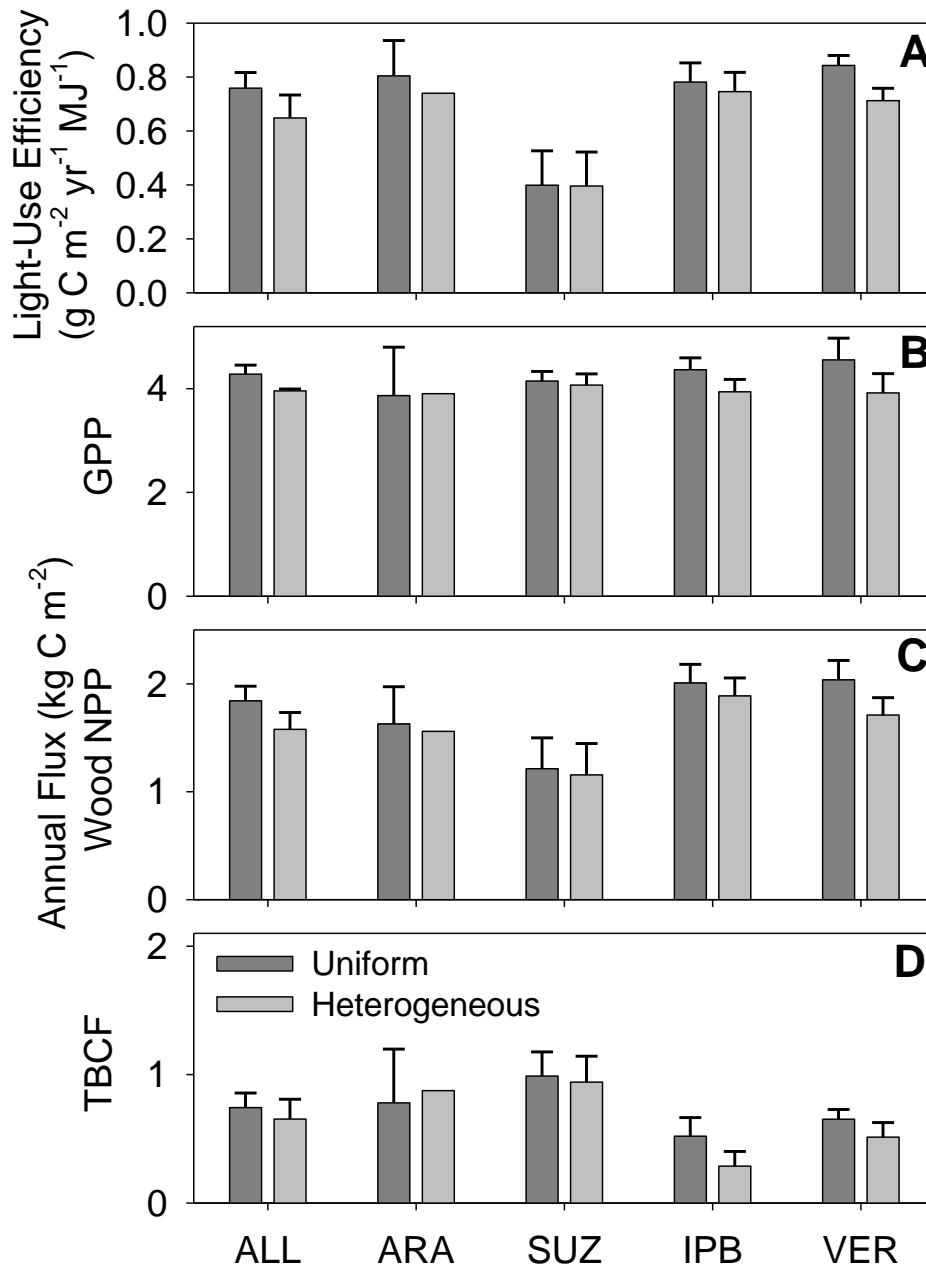 Light-Use Efficiency
(g C m⁻² yr⁻¹ MJ⁻¹)
1.0
0.8
0.6
0.4
0.2
0.0
A
GPP
4
2
0
B
Annual Flux (kg C m⁻²)
Wood NPP
2
1
0
C
TBCF
2
1
0
D
Uniform
Heterogeneous
ALL ARA SUZ IPB VER